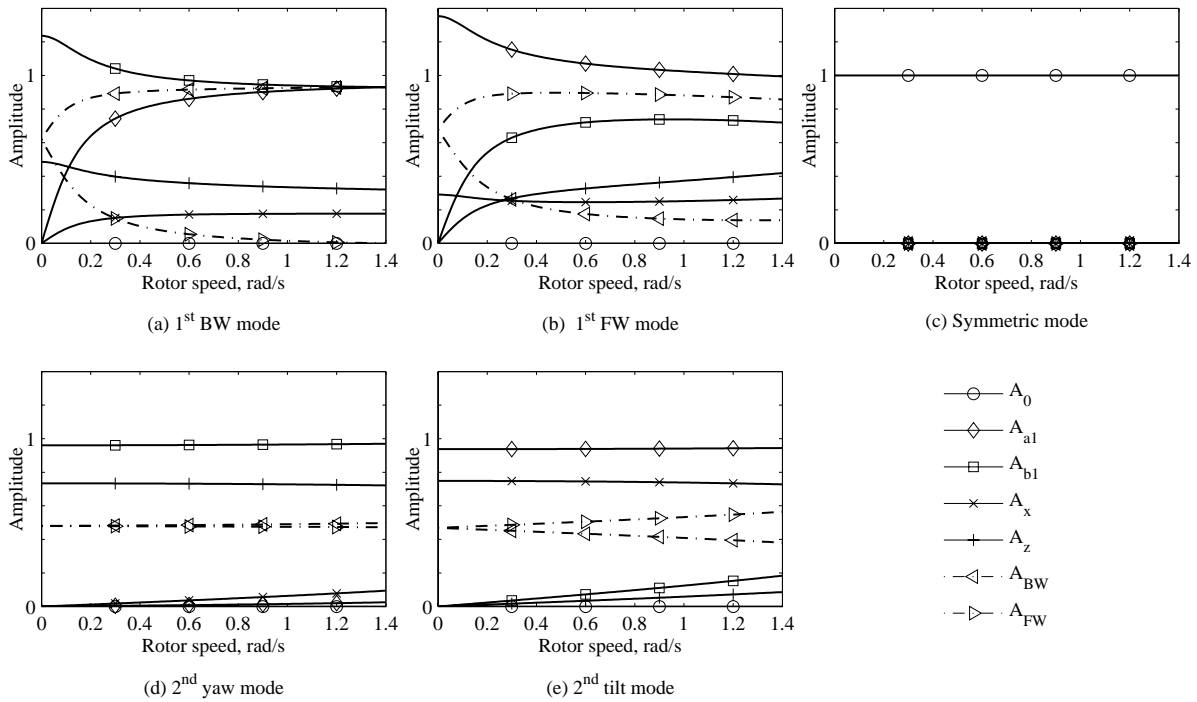 Amplitude
1
0
0 0.2 0.4 0.6 0.8 1 1.2 1.4
Rotor speed, rad/s
(a) 1st BW mode
Amplitude
1
0
0 0.2 0.4 0.6 0.8 1 1.2 1.4
Rotor speed, rad/s
(b) 1st FW mode
Amplitude
1
0
0 0.2 0.4 0.6 0.8 1 1.2 1.4
Rotor speed, rad/s
(c) Symmetric mode
Amplitude
1
0
0 0.2 0.4 0.6 0.8 1 1.2 1.4
Rotor speed, rad/s
(d) 2nd yaw mode
Amplitude
1
0
0 0.2 0.4 0.6 0.8 1 1.2 1.4
Rotor speed, rad/s
(e) 2nd tilt mode
A0
Aa1
Ab1
Ax
Az
ABW
AFW